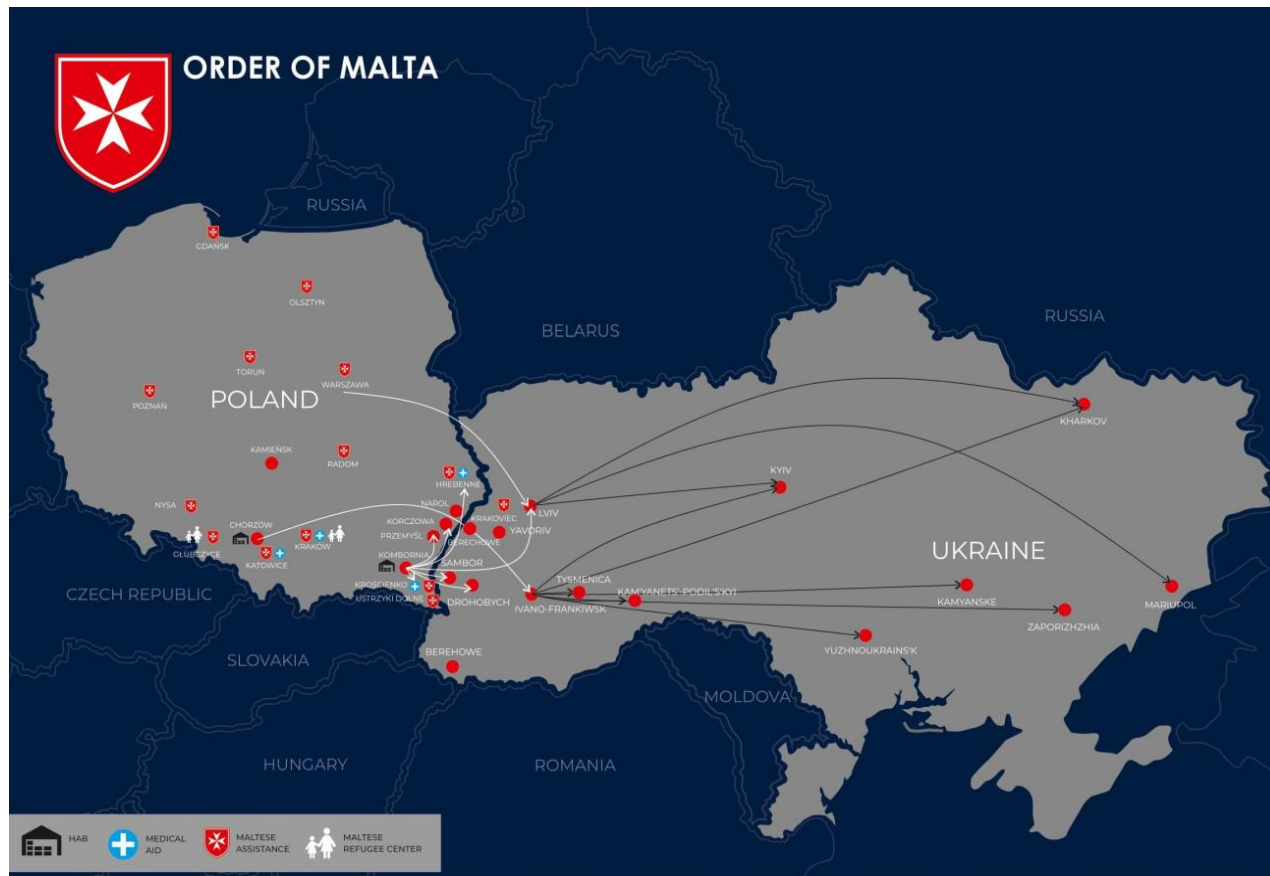 ORDER OF MALTA
RUSSIA
GDAŃSK
OLSZTYN
BELARUS
RUSSIA
TORUŃ
WARSZAWA
POZNAŃ
POLAND
KHARKOV
KAMIEŃSK
RADOM
KYIV
HREBENNE
NYSA
NAROL
KRAKOVIEC
LVIV
CHORZÓW
KORCZOWA
YAVORIV
PRZEMYŚL
BERECHOWE
KRAKÓW
GŁUBCZYCE
KATOWICE
KOMBORNIA
UKRAINE
SAMBOR
TYSMENICA
KROŚCIENKO
CZECH REPUBLIC
USTRZYKI DOLNE
DROHOBYCH
KAM'YANETS'-PODIL'S'KYI
IVANO-FRANKIWSK
KAMYANSKE
MARIUPOL
ZAPORIZHZHIA
BEREHOWE
YUZHNOUKRAINS'K
SLOVAKIA
MOLDOVA
HUNGARY
ROMANIA
HAB
MEDICAL
AID
MALTESE
ASSISTANCE
MALTESE
REFUGEE CENTER